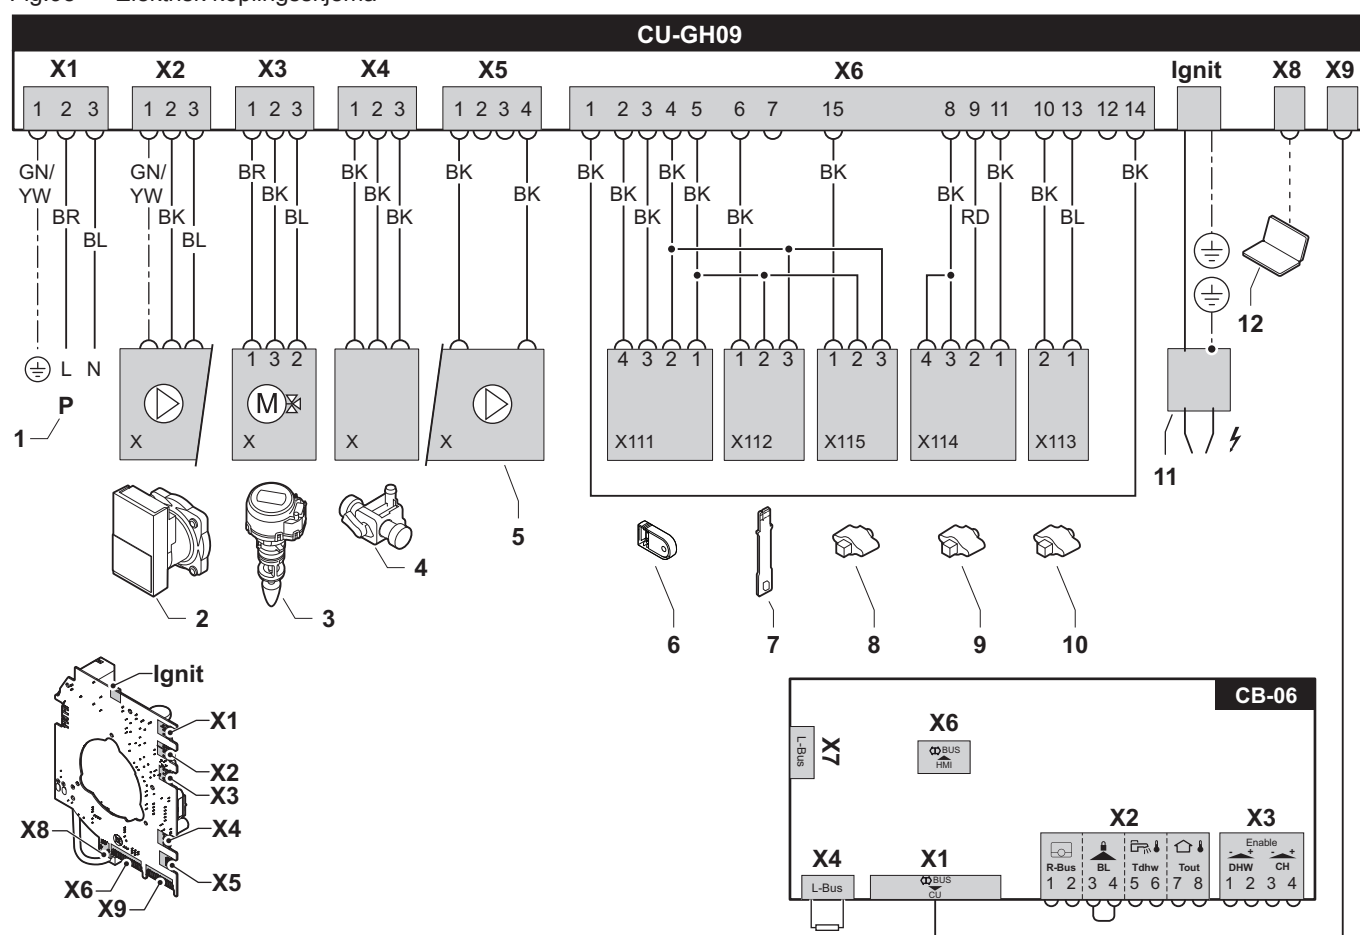 CU-GH09
X1 X2 X3 X4 X5 X6 Ignit X8 X9
1 2 3 1 2 3 1 2 3 1 2 3 1 2 3 4 1 2 3 4 5 6 7 15 8 9 11 10 13 12 14
GN/ GN/ BR BK BK BK BK BK BK BK BK
YW YW BK BK BK BK BK BK BK BL
BR BK BL BK BK BK RD
BL BL
12
1 3 2 4 3 2 1 1 2 3 1 2 3 4 3 2 1 2 1
L N
P M
1 X X X X X111 X112 X115 X114 X113
11
5
4
2 3 6 7 8 9 10
Ignit
X1
X2
X3
X8 X4
X6 X5
X9
CB-06
X7 L-Bus
X6
BUS
HMI
X4 X1 X2 X3
L-Bus
BUS
CU
R-Bus BL Tdhw Tout
1 2 3 4 5 6 7 8
Enable
- + - +
DHW CH
1 2 3 4